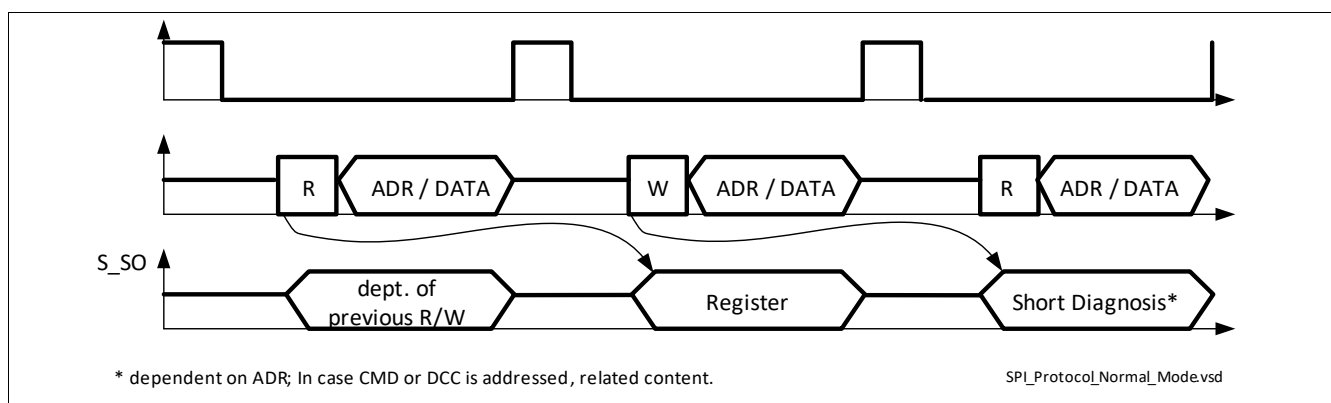 R
ADR / DATA
W
ADR / DATA
R
ADR / DATA
S_SO
dept. of
previous R/W
Register
Short Diagnosis*
* dependent on ADR; In case CMD or DCC is addressed, related content.
SPI_Protocol_Normal_Mode.vsd